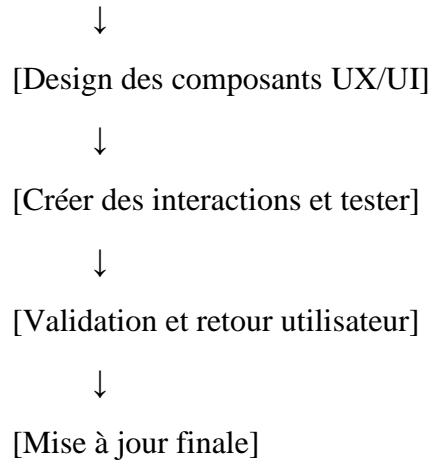 ↓
[Design des composants UX/UI]
↓
[Créer des interactions et tester]
↓
[Validation et retour utilisateur]
↓
[Mise à jour finale]